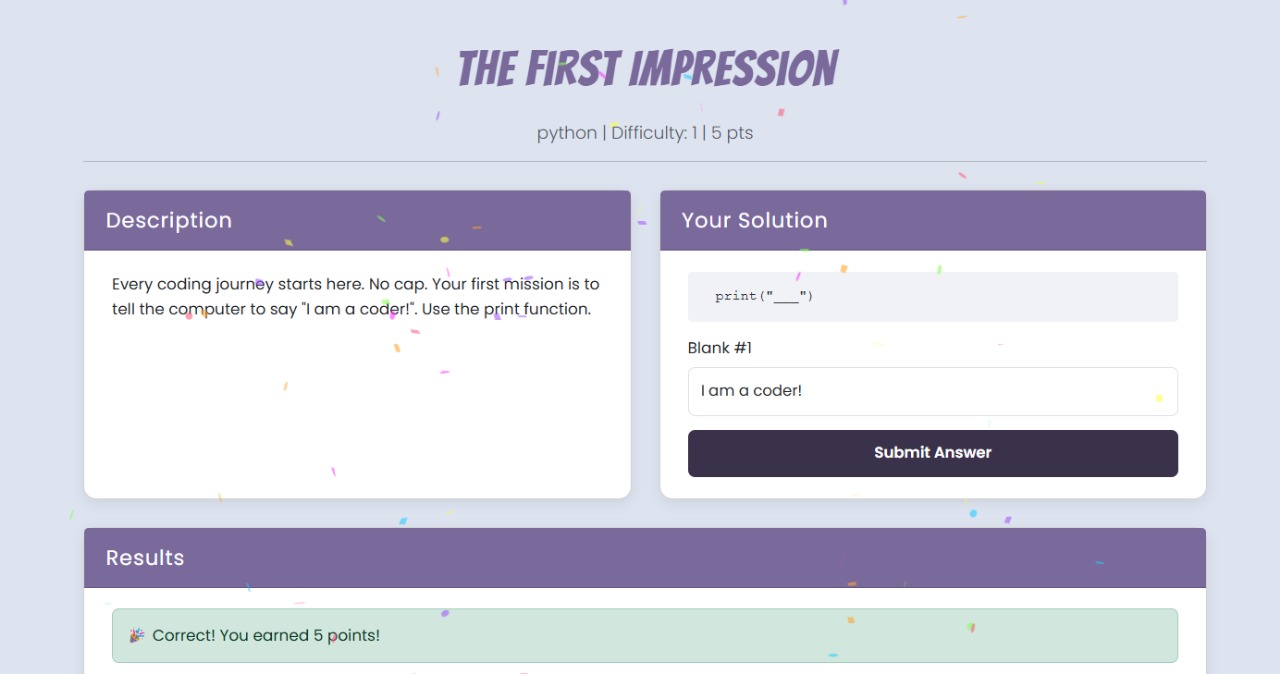 THE FIRST IMPRESSION
python | Difficulty: 1 | 5 pts
Description
Every coding journey starts here. No cap. Your first mission is to
tell the computer to say "I am a coder!". Use the print function.
Your Solution
print("___")
Blank #1
I am a coder!
Submit Answer
Results
🎉 Correct! You earned 5 points!